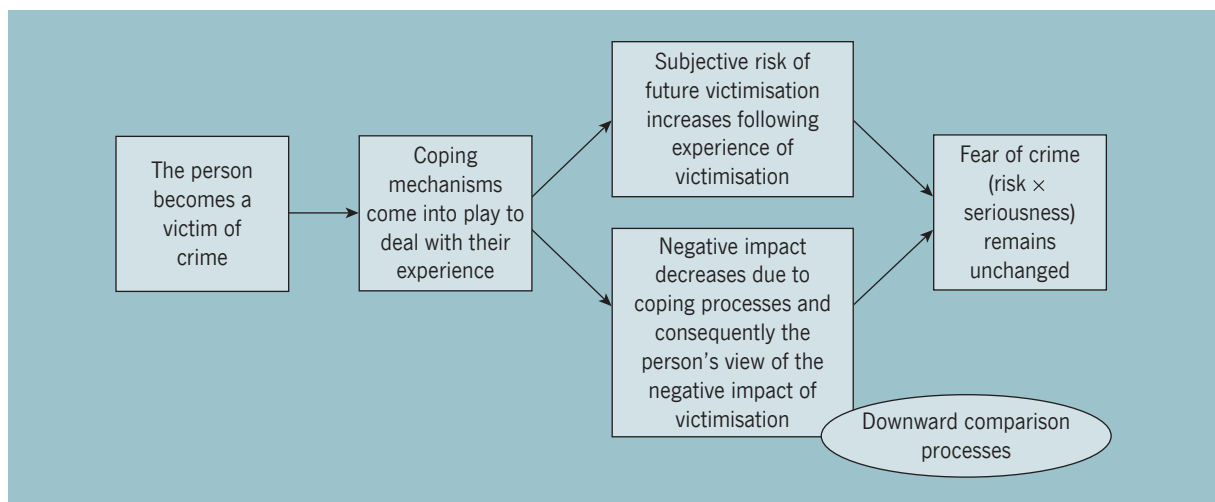 The person
becomes a
victim of
crime
Coping
mechanisms
come into play to
deal with their
experience
Subjective risk of
future victimisation
increases following
experience of
victimisation
Negative impact
decreases due to
coping processes and
consequently the
person’s view of the
negative impact of
victimisation
Downward comparison
processes
Fear of crime
(risk ×
seriousness)
remains
unchanged